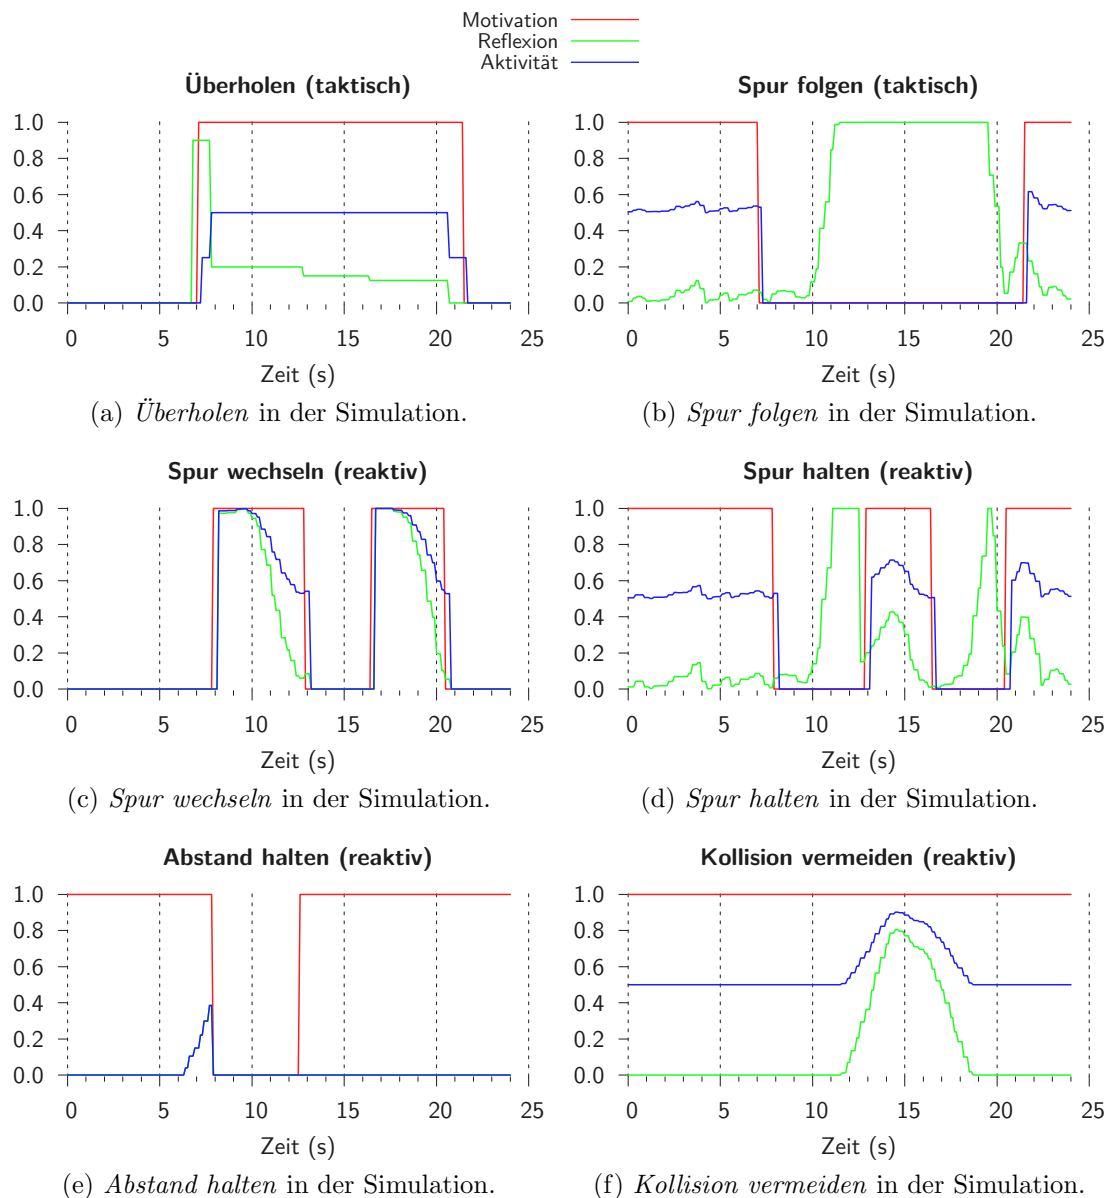 Motivation
Reflexion
Aktivität
Überholen (taktisch)
1.0
0.8
0.6
0.4
0.2
0.0
0 5 10 15 20 25
Zeit (s)
(a) Überholen in der Simulation.
Spur folgen (taktisch)
1.0
0.8
0.6
0.4
0.2
0.0
0 5 10 15 20 25
Zeit (s)
(b) Spur folgen in der Simulation.
Spur wechseln (reaktiv)
1.0
0.8
0.6
0.4
0.2
0.0
0 5 10 15 20 25
Zeit (s)
(c) Spur wechseln in der Simulation.
Spur halten (reaktiv)
1.0
0.8
0.6
0.4
0.2
0.0
0 5 10 15 20 25
Zeit (s)
(d) Spur halten in der Simulation.
Abstand halten (reaktiv)
1.0
0.8
0.6
0.4
0.2
0.0
0 5 10 15 20 25
Zeit (s)
(e) Abstand halten in der Simulation.
Kollision vermeiden (reaktiv)
1.0
0.8
0.6
0.4
0.2
0.0
0 5 10 15 20 25
Zeit (s)
(f) Kollision vermeiden in der Simulation.